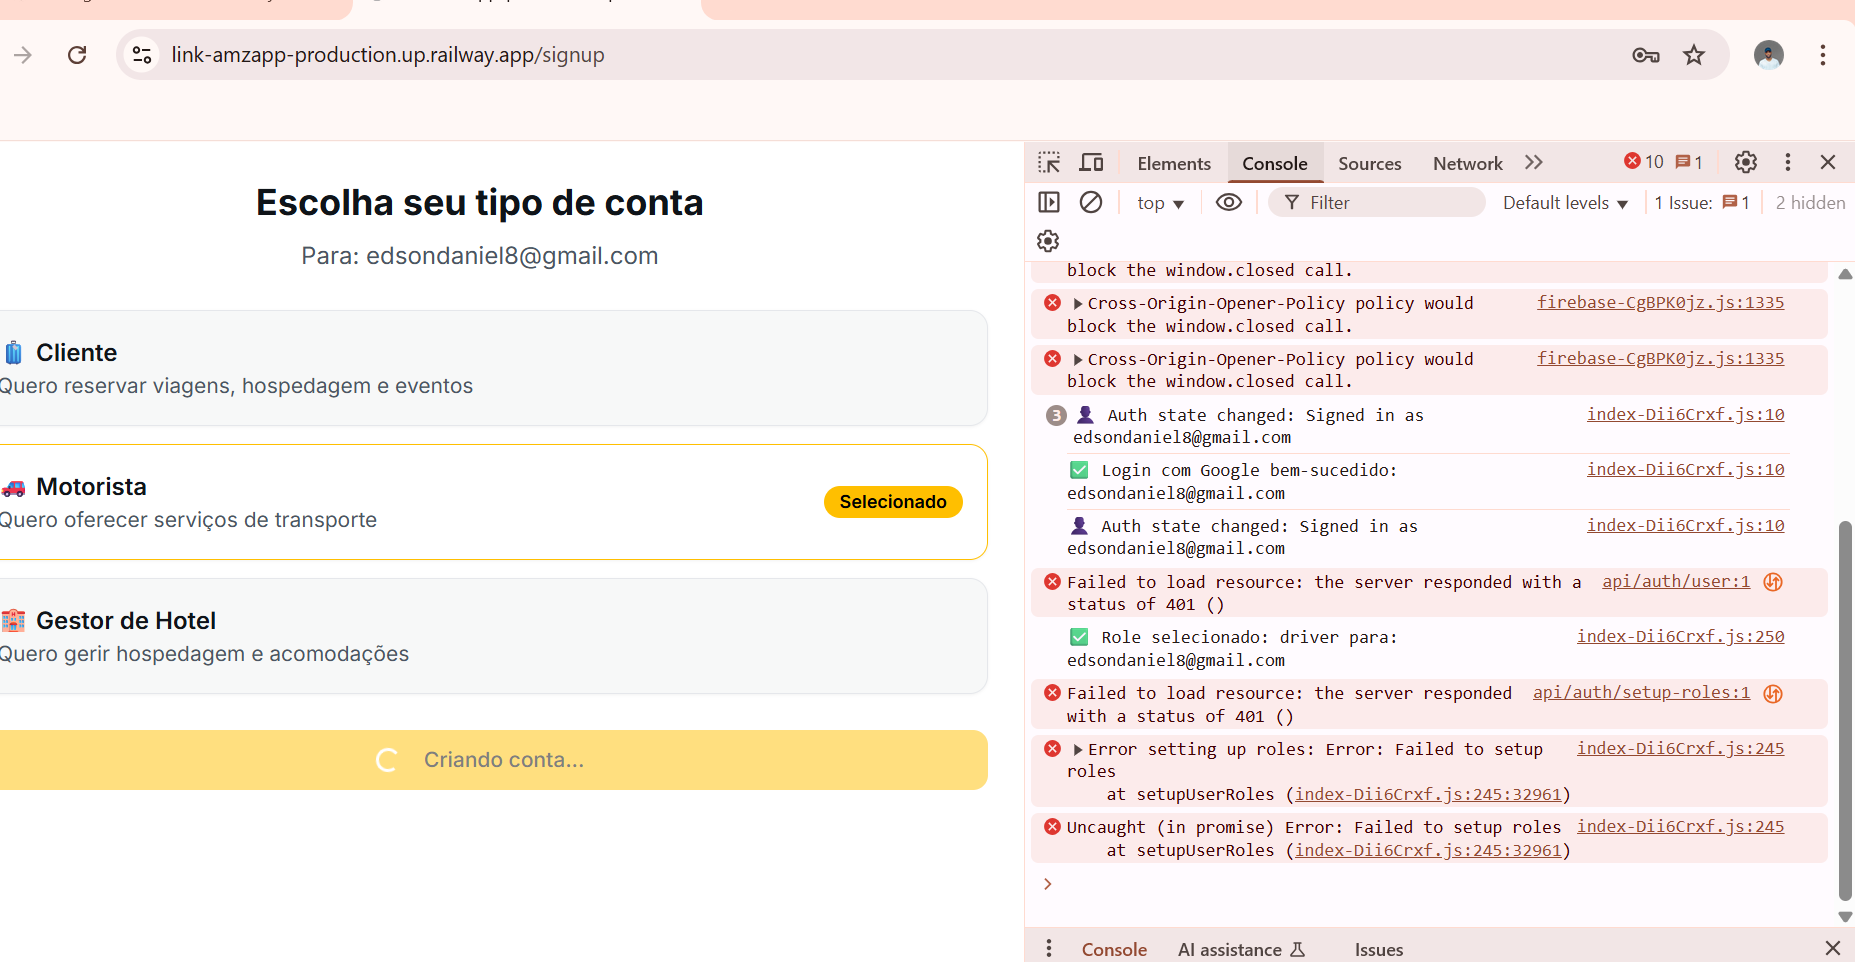 link-amzapp-production.up.railway.app/signup
Escolha seu tipo de conta
Para: edsondaniel8@gmail.com
Cliente
Quero reservar viagens, hospedagem e eventos
Motorista
Quero oferecer serviços de transporte
Selecionado
Gestor de Hotel
Quero gerir hospedagem e acomodações
Criando conta...
Elements Console Sources Network 10 1
top Filter Default levels 1 Issue: 1 2 hidden
block the window.closed call.
Cross-Origin-Opener-Policy policy would firebase-CgBPK0jz.js:1335
block the window.closed call.
Cross-Origin-Opener-Policy policy would firebase-CgBPK0jz.js:1335
block the window.closed call.
3 Auth state changed: Signed in as index-Dii6Crxf.js:10
edsondaniel8@gmail.com
Login com Google bem-sucedido: index-Dii6Crxf.js:10
edsondaniel8@gmail.com
Auth state changed: Signed in as index-Dii6Crxf.js:10
edsondaniel8@gmail.com
Failed to load resource: the server responded with a api/auth/user:1
status of 401 ()
Role selecionado: driver para: index-Dii6Crxf.js:250
edsondaniel8@gmail.com
Failed to load resource: the server responded api/auth/setup-roles:1
with a status of 401 ()
Error setting up roles: Error: Failed to setup index-Dii6Crxf.js:245
roles
at setupUserRoles (index-Dii6Crxf.js:245:32961)
Uncaught (in promise) Error: Failed to setup roles index-Dii6Crxf.js:245
at setupUserRoles (index-Dii6Crxf.js:245:32961)
Console AI assistance Issues